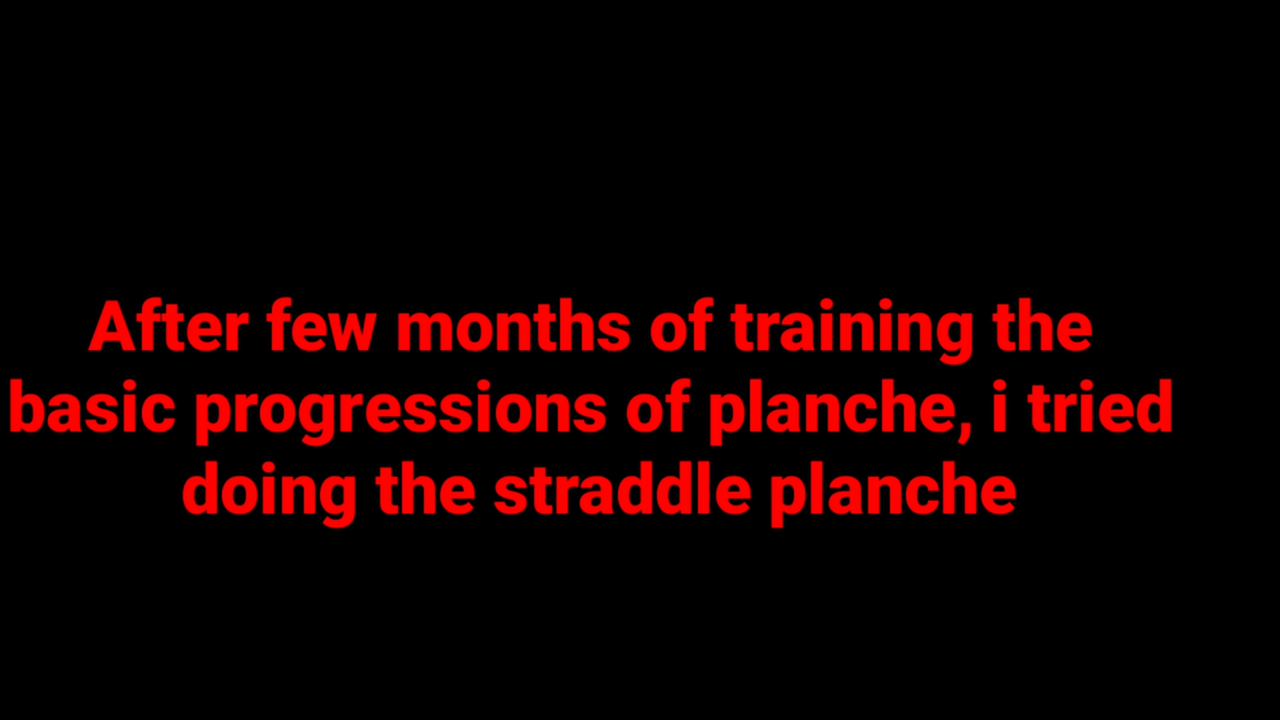 After few months of training the
basic progressions of planche, i tried
doing the straddle planche